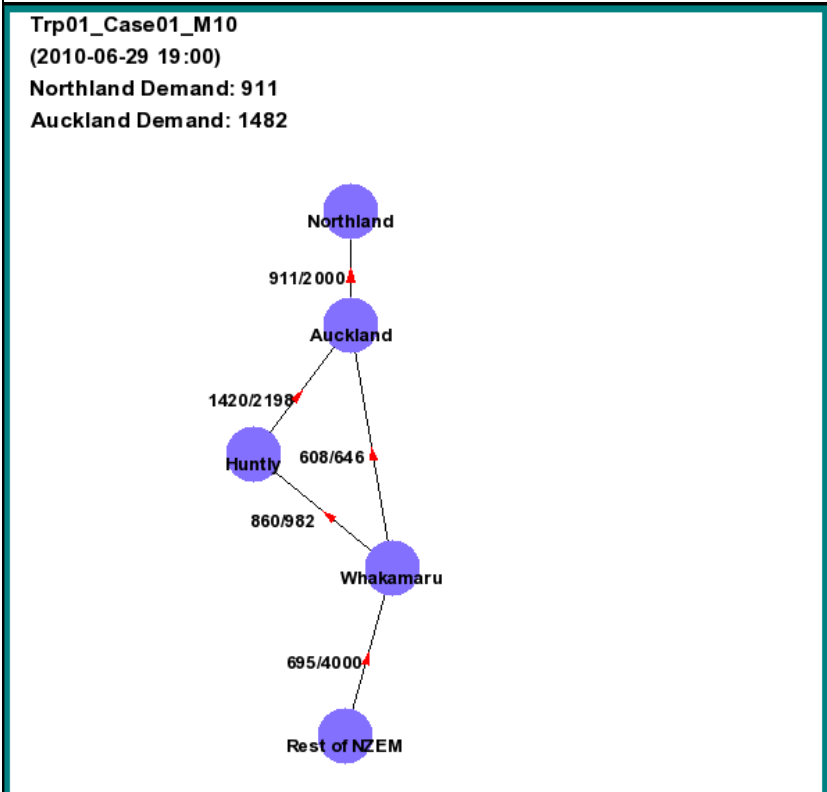 Trp01_Case01_M10
(2010-06-29 19:00)
Northland Demand: 911
Auckland Demand: 1482
Northland
911/2000
Auckland
1420/2198
608/646
Huntly
860/982
Whakamaru
695/4000
Rest of NZEM